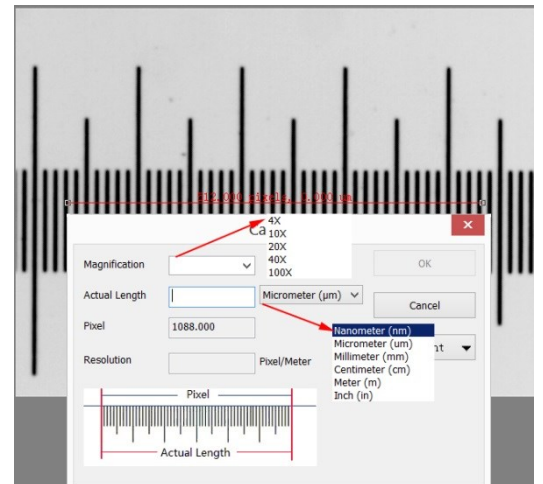 Ca
Magnification
4X
10X
20X
40X
100X
OK
Actual Length
Micrometer (µm)
Cancel
Pixel
1088.000
Nanometer (nm)
Micrometer (um)
Millimeter (mm)
Centimeter (cm)
Meter (m)
Inch (in)
Resolution
Pixel/Meter
Pixel
Actual Length